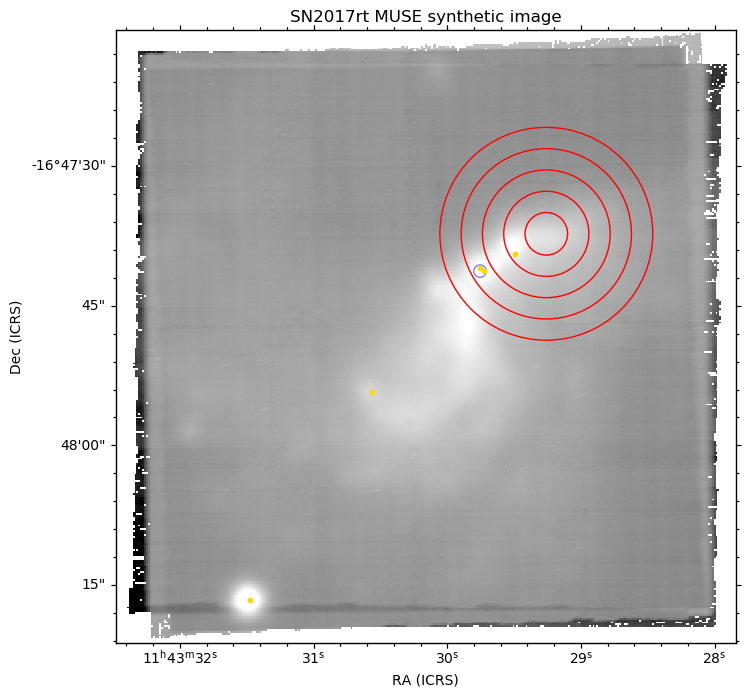 SN2017rt MUSE synthetic image
-16°47'30"
45"
48'00"
15"
Dec (ICRS)
11h43m32s
31s
30s
29s
28s
RA (ICRS)